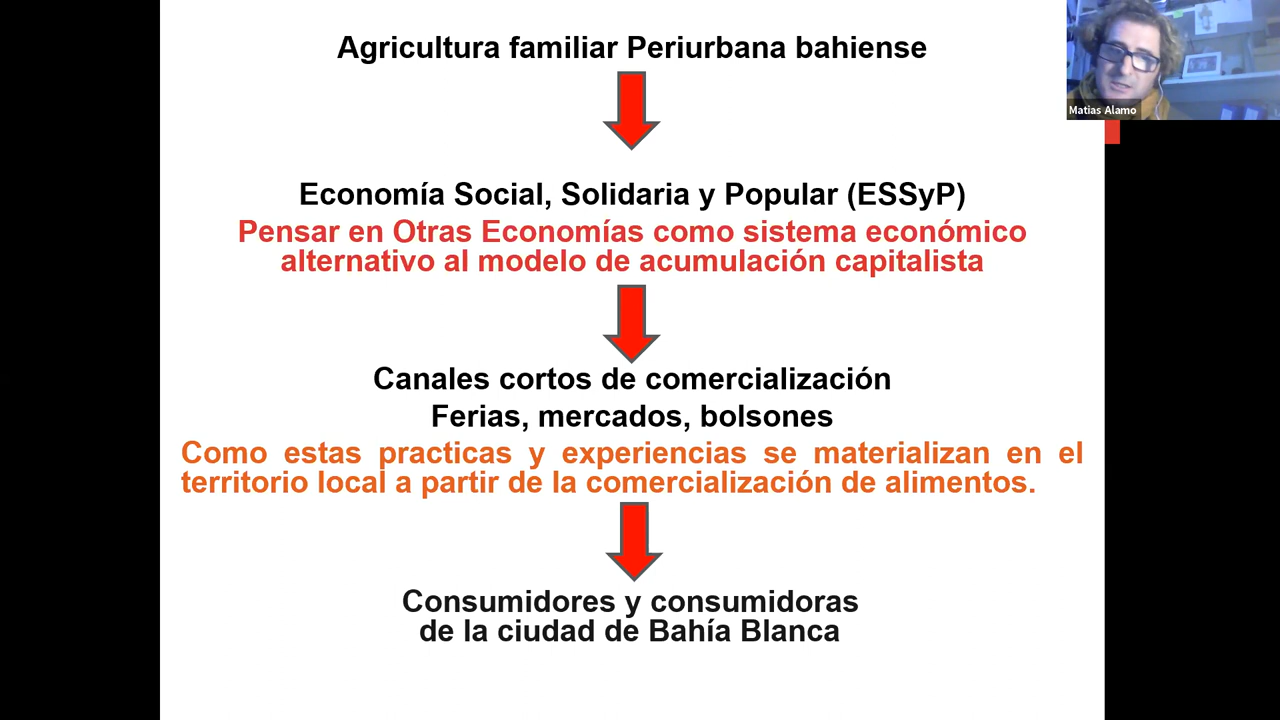 Agricultura familiar Periurbana bahiense
Matias Alamo
Economía Social, Solidaria y Popular (ESSyP)
Pensar en Otras Economías como sistema económico
alternativo al modelo de acumulación capitalista
Canales cortos de comercialización
Ferias, mercados, bolsones
Como estas practicas y experiencias se materializan en el
territorio local a partir de la comercialización de alimentos.
Consumidores y consumidoras
de la ciudad de Bahía Blanca